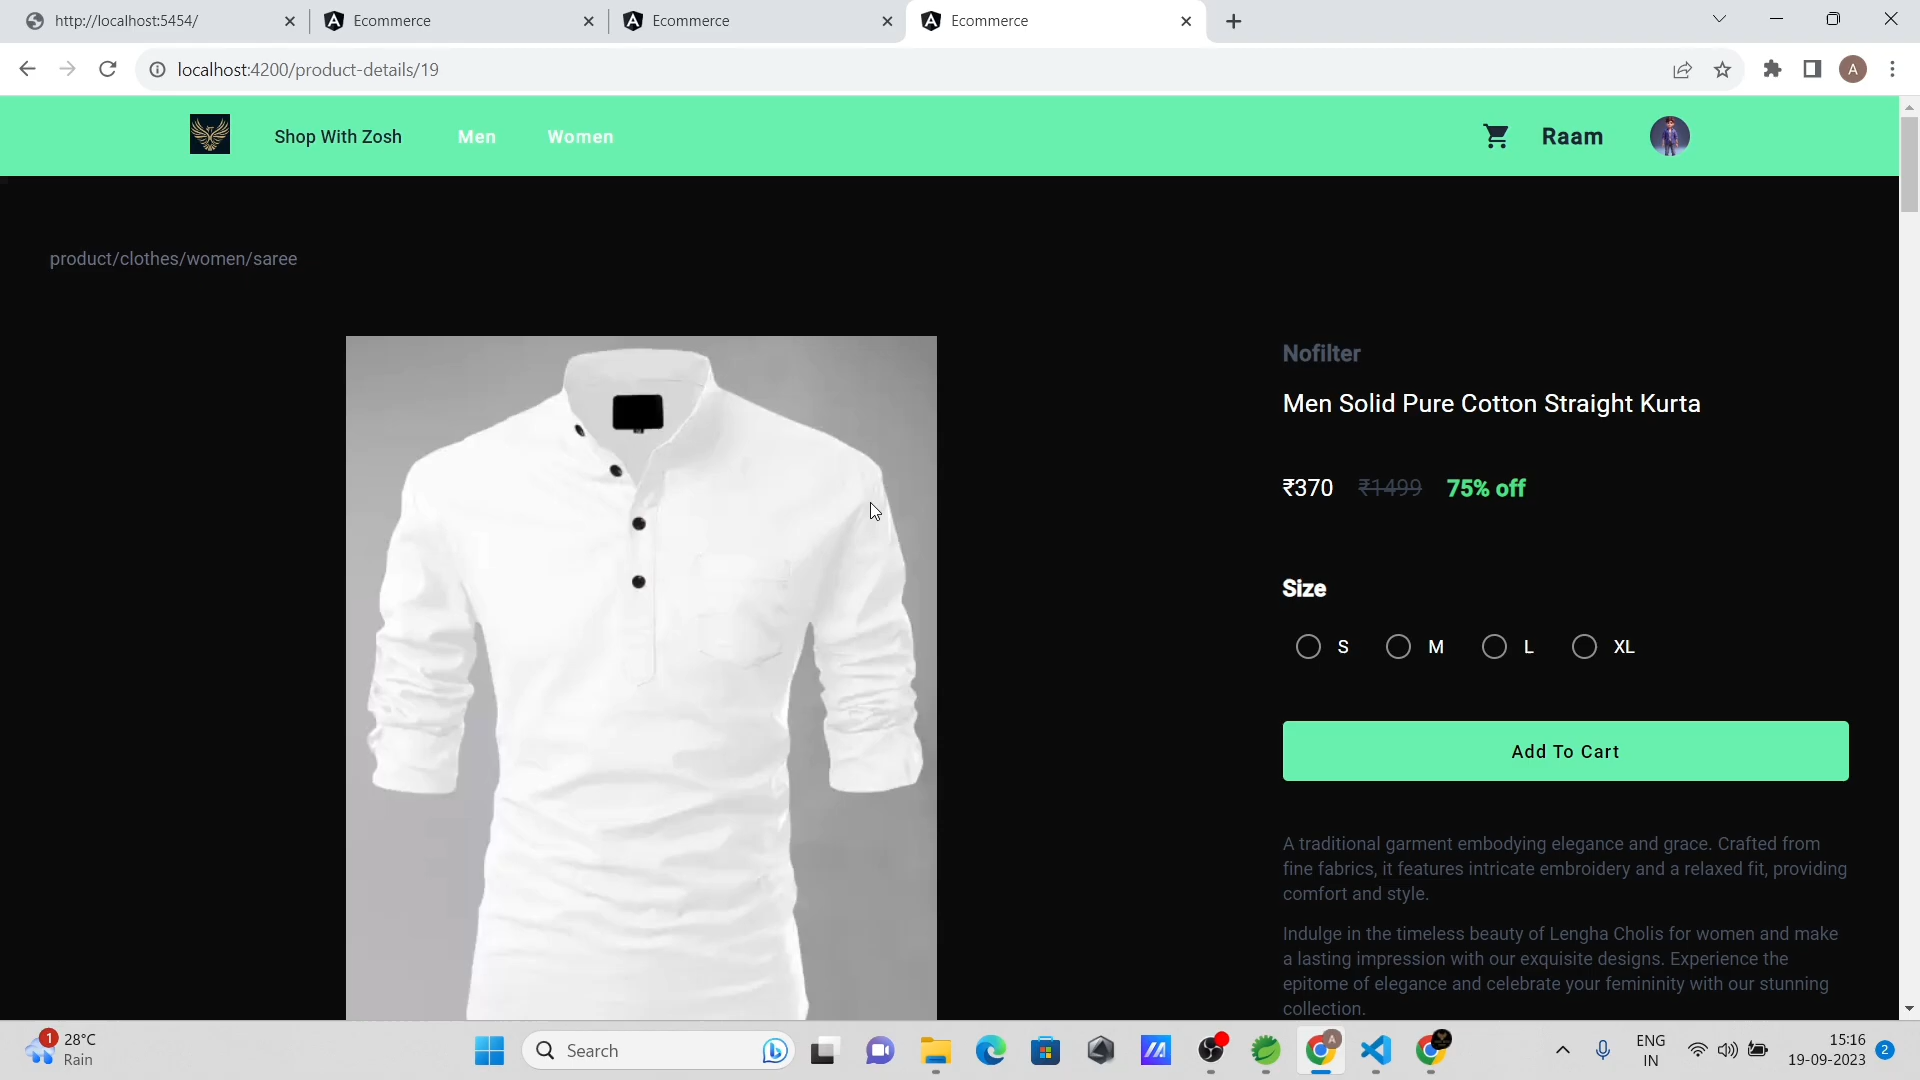 http://localhost:5454/
Ecommerce
Ecommerce
Ecommerce
localhost:4200/product-details/19
A
Shop With Zosh
Men
Women
Raam
product/clothes/women/saree
Nofilter
Men Solid Pure Cotton Straight Kurta
₹370 ₹1499 75% off
Size
S M L XL
Add To Cart
A traditional garment embodying elegance and grace. Crafted from
fine fabrics, it features intricate embroidery and a relaxed fit, providing
comfort and style.
Indulge in the timeless beauty of Lengha Cholis for women and make
a lasting impression with our exquisite designs. Experience the
epitome of elegance and celebrate your femininity with our stunning
collection.
1
28°C
Rain
Search
A
ENG
IN
15:16
19-09-2023
2